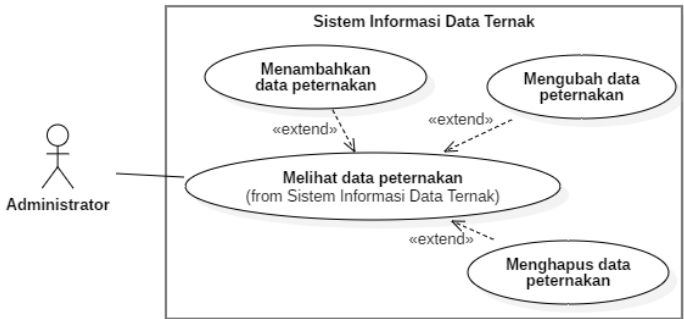 Sistem Informasi Data Ternak
Menambahkan
data peternakan
Mengubah data
peternakan
«extend»
«extend»
Melihat data peternakan
(from Sistem Informasi Data Ternak)
Administrator
«extend»
Menghapus data
peternakan